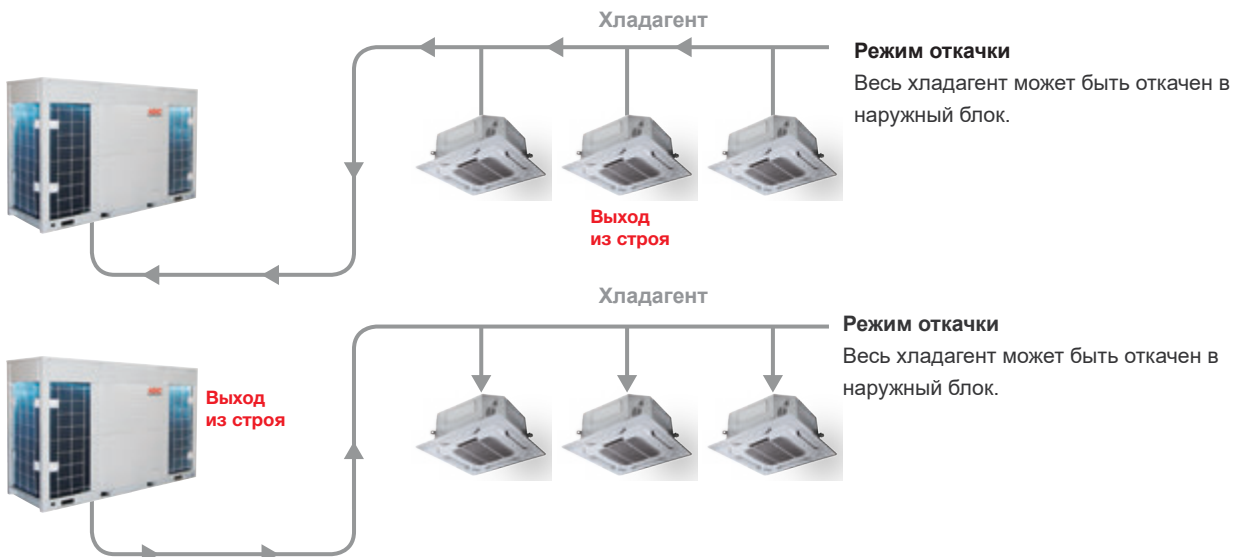 Хладагент
Режим откачки
Весь хладагент может быть откачен в
наружный блок.
Выход
из строя
Хладагент
Режим откачки
Весь хладагент может быть откачен в
наружный блок.
Выход
из строя